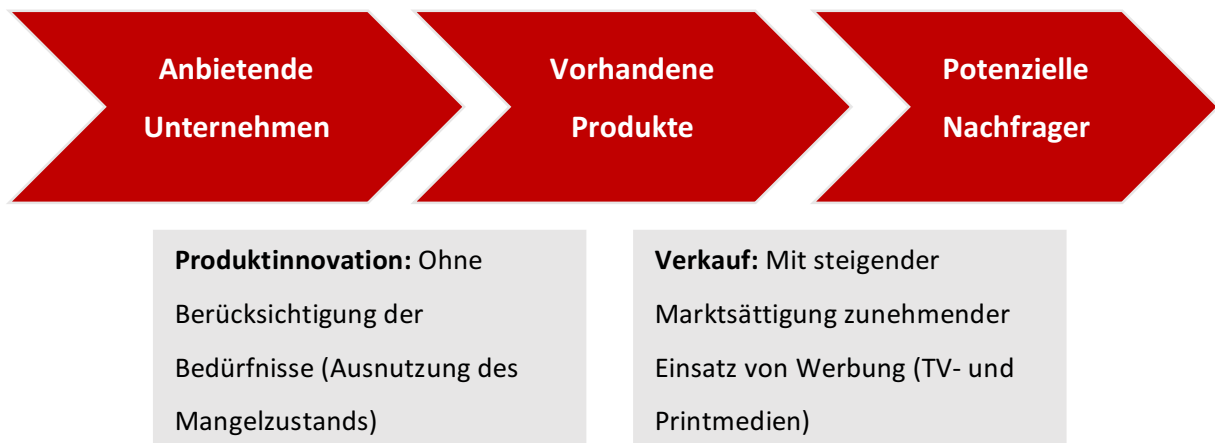 Anbietende
Unternehmen
Vorhandene
Produkte
Potenzielle
Nachfrager
Produktinnovation: Ohne
Berücksichtigung der
Bedürfnisse (Ausnutzung des
Mangelzustands)
Verkauf: Mit steigender
Marktsättigung zunehmender
Einsatz von Werbung (TV- und
Printmedien)